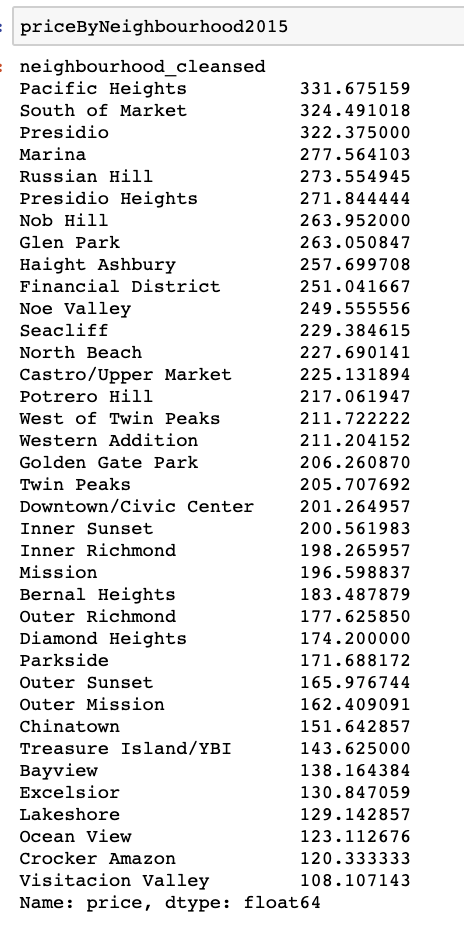 priceByNeighbourhood2015
neighbourhood_cleansed
Pacific Heights 331.675159
South of Market 324.491018
Presidio 322.375000
Marina 277.564103
Russian Hill 273.554945
Presidio Heights 271.844444
Nob Hill 263.952000
Glen Park 263.050847
Haight Ashbury 257.699708
Financial District 251.041667
Noe Valley 249.555556
Seacliff 229.384615
North Beach 227.690141
Castro/Upper Market 225.131894
Potrero Hill 217.061947
West of Twin Peaks 211.722222
Western Addition 211.204152
Golden Gate Park 206.260870
Twin Peaks 205.707692
Downtown/Civic Center 201.264957
Inner Sunset 200.561983
Inner Richmond 198.265957
Mission 196.598837
Bernal Heights 183.487879
Outer Richmond 177.625850
Diamond Heights 174.200000
Parkside 171.688172
Outer Sunset 165.976744
Outer Mission 162.409091
Chinatown 151.642857
Treasure Island/YBI 143.625000
Bayview 138.164384
Excelsior 130.847059
Lakeshore 129.142857
Ocean View 123.112676
Crocker Amazon 120.333333
Visitacion Valley 108.107143
Name: price, dtype: float64